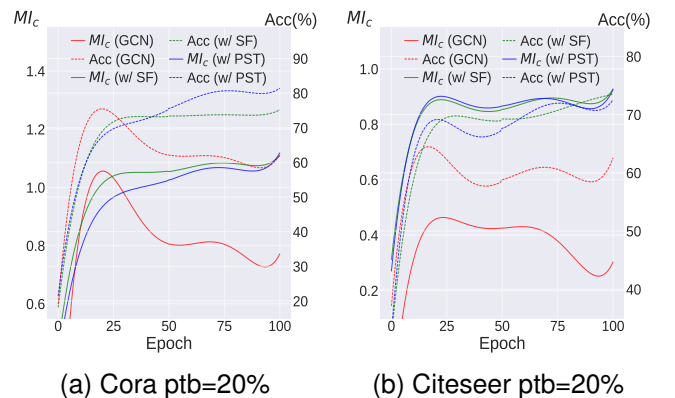 MI_c Acc(%)
MI_c (GCN) Acc (w/ SF)
Acc (GCN) MI_c (w/ PST)
MI_c (w/ SF) Acc (w/ PST)
1.4
1.2
1.0
0.8
0.6
90
80
70
60
50
40
30
20
0 25 50 75 100
Epoch
(a) Cora ptb=20%
MI_c Acc(%)
MI_c (GCN) Acc (w/ SF)
Acc (GCN) MI_c (w/ PST)
MI_c (w/ SF) Acc (w/ PST)
1.0
0.8
0.6
0.4
0.2
80
70
60
50
40
0 25 50 75 100
Epoch
(b) Citeseer ptb=20%